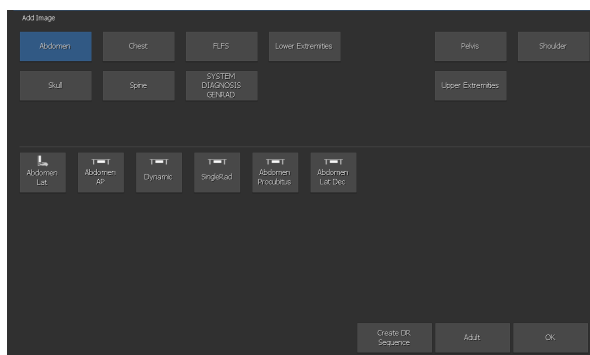 Add Image
Abdomen
Chest
FLFS
Lower Extremities
Pelvis
Shoulder
Skull
Spine
SYSTEM
DIAGNOSIS
GENRAD
Upper Extremities
Abdomen
Lat
Abdomen
AP
Dynamic
SingleRad
Abdomen
Procubitus
Abdomen
Lat Dec
Create DR
Sequence
Adult
OK